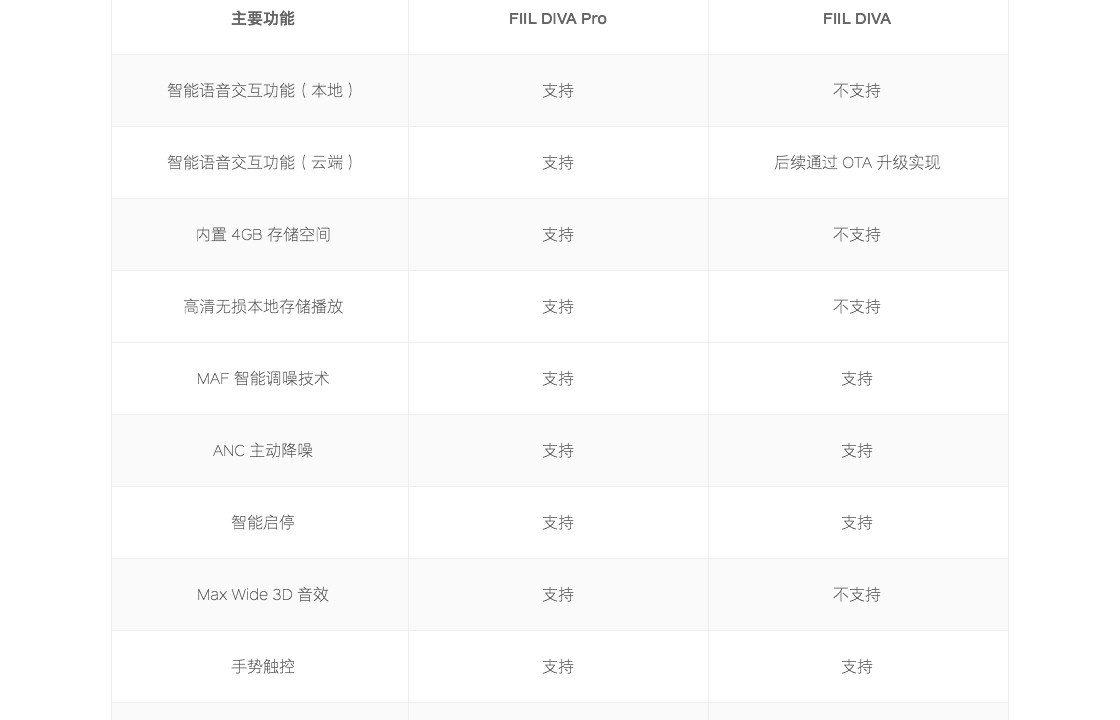 主要功能 FIIL DIVA Pro FIIL DIVA
智能语音交互功能（本地） 支持 不支持
智能语音交互功能（云端） 支持 后续通过 OTA 升级实现
内置 4GB 存储空间 支持 不支持
高清无损本地存储播放 支持 不支持
MAF 智能调噪技术 支持 支持
ANC 主动降噪 支持 支持
智能启停 支持 支持
Max Wide 3D 音效 支持 不支持
手势触控 支持 支持